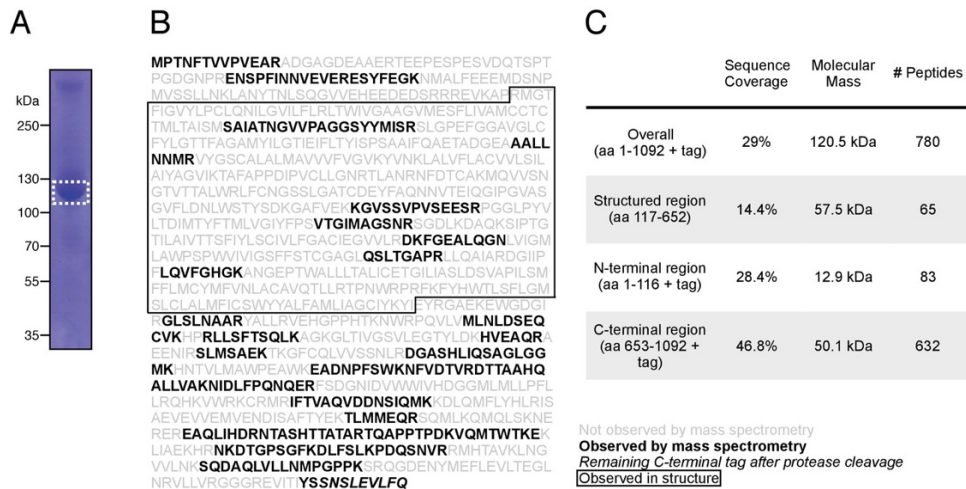 A
B
C
kDa
250
130
100
70
55
35
MPTNFTVVPVEARADGAGDEAAERTEEPESPESVDQTSPT
PGDGNPRENSPFINNVEVERESYFEGKNMALFEEEMDSNP
MVSSLLNKLANYTNLSQGVVEHEEDEDSRRREVKAPRMGT
FIGVYLPCLQNILGVILFLRLTWIVGAAGVMESFLIVAMCCTC
TMLTAISMSAIATNGVVPAGGSYYMISRSLGPEFGGAVGLC
FYLGTTFAGAMYILGTIEIFLTYISPSAAIFQAETADGEAAALL
NNMRVYGSCALALMAVVVFVGVKYVNKLALVFLACVVLSIL
AIYAGVIKTAFAPPDIPVCLLGNRTLANRNFDTCAKMQVVSN
GTVTTALWRLFCNGSSLGATCDEYFAQNNVTEIQGIPGVAS
GVFLDNLWSTYSDKGAFVEKKGVSSVPVSEESRPGGLPYV
LTDIMTYFTMLVGIYFPSVTGIMAGSNRSGDLKDAQKSIPTG
TILAIVTTSFIYLSCIVLFGACIEGVVLRDKFGEALQGNLVIGM
LAWPSPWVIVIGSFFSTCGAGLQSLTGAPRLLQAIARDGIIP
FLQVFGHGKANGEPTWALLLTALICETGILIASLDSVAPILSM
FFLMCYMFVNLACAVQTLLRTPNWRPRFKFYHWTLSFLGM
SLCLALMFICSWYYALFAMLIAGCIYKYIEYRGAEKEWGDGI
RGLSLNAARYALLRVEHGPPHTKNWRPQVLVMLNLDSEQ
CVKHPRLLSFTSQLKAGKGLTIVGSVLEGTYLDKHVEAQRA
EENIRSLMSAEKTKGFCQLVVSSNLRDGASHLIQSAGLGG
MKHNTVLMAWPEAWKEADNPFSWKNFVDTVRDTTAAHQ
ALLVAKNIDLFPQNQERFSDGNIDVWWIVHDGGMLMLLPFL
LRQHKVWRKCRMRIFTVAQVDDNSIQMKKDLQMFLYHLRIS
AEVEVVEMVENDISAFTYEKTLMMEQRSQMLKQMQLSKNE
REREAQLIHDRNTASHTTATARTQAPPTPDKVQMTWTKEK
LIAEKHRNKDTGPSGFKDLFSLKPDQSNVRRMHTAVKLNG
VVLNKSQDAQLVLLNMPGPPKSRQGDENYMEFLEVLTEGL
NRVLLVRGGGREVITIYSSNSLEVLFQ
Sequence Coverage
Molecular Mass
# Peptides
Overall (aa 1-1092 + tag) 29% 120.5 kDa 780
Structured region (aa 117-652) 14.4% 57.5 kDa 65
N-terminal region (aa 1-116 + tag) 28.4% 12.9 kDa 83
C-terminal region (aa 653-1092 + tag) 46.8% 50.1 kDa 632
Not observed by mass spectrometry
Observed by mass spectrometry
Remaining C-terminal tag after protease cleavage
Observed in structure